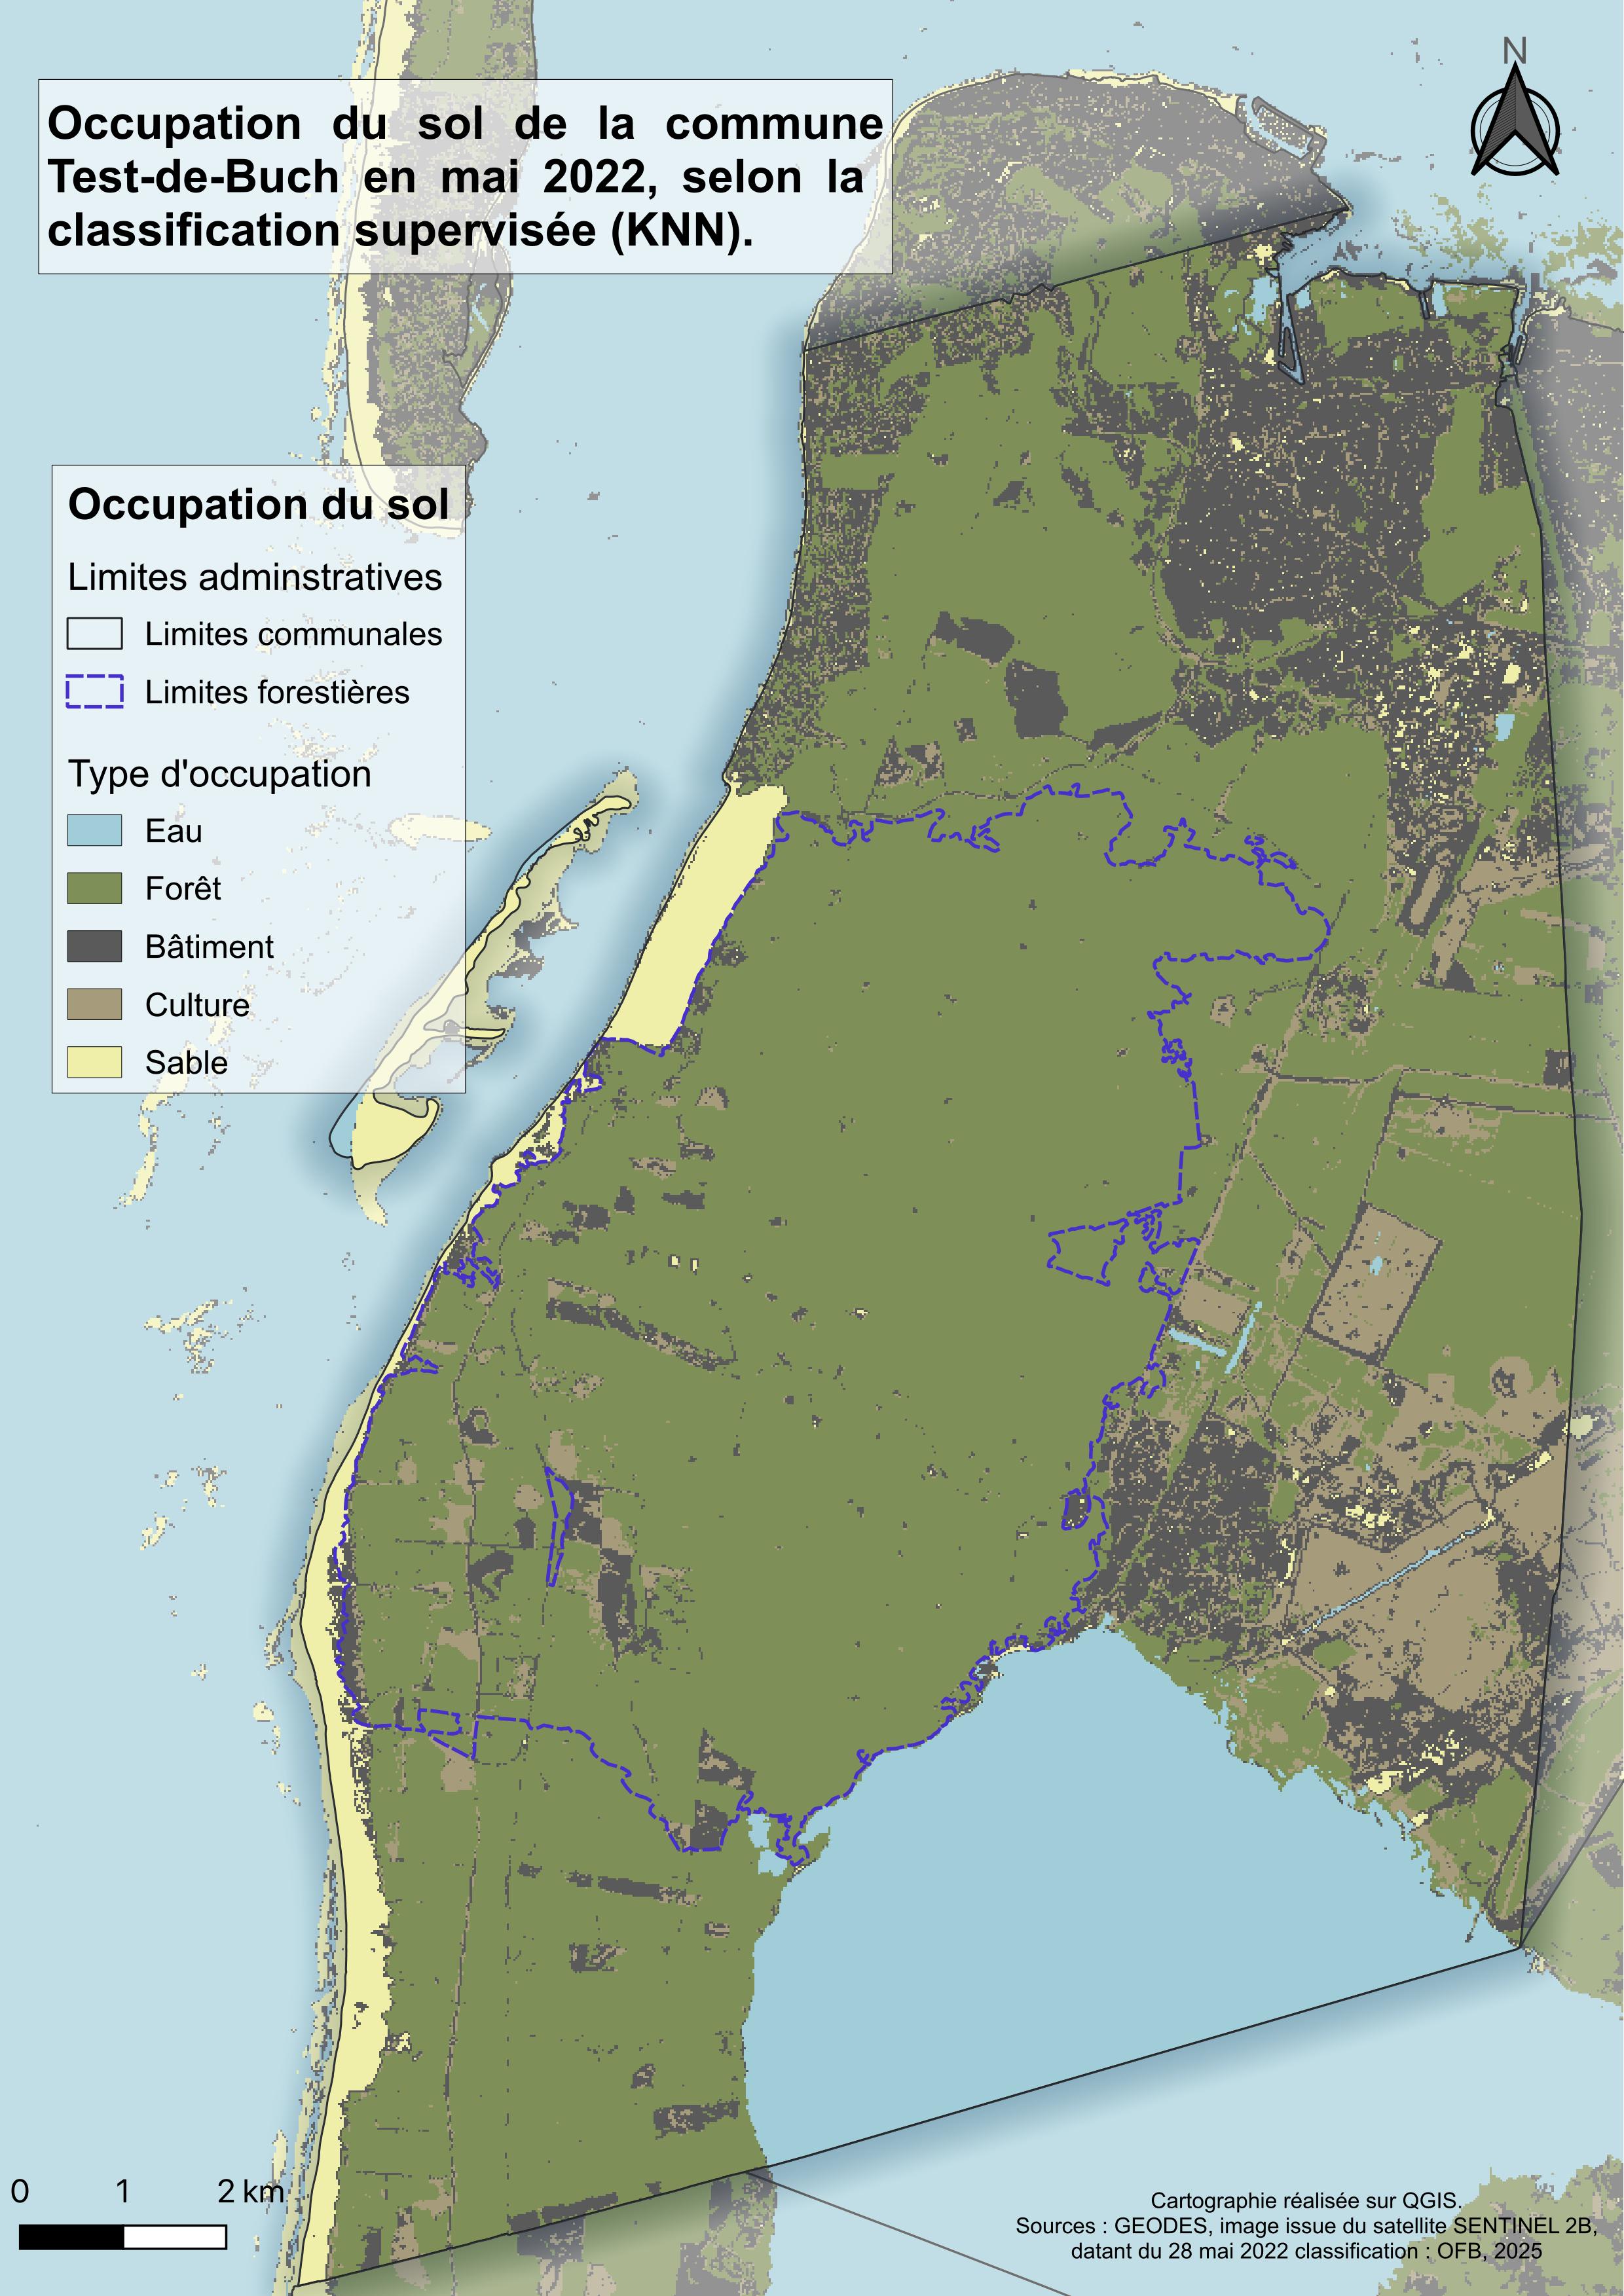 N
Occupation du sol de la commune
Test-de-Buch en mai 2022, selon la
classification supervisée (KNN).
Occupation du sol
Limites adminstratives
Limites communales
Limites forestières
Type d'occupation
Eau
Forêt
Bâtiment
Culture
Sable
0 1 2 km
Cartographie réalisée sur QGIS.
Sources : GEODES, image issue du satellite SENTINEL 2B,
datant du 28 mai 2022 classification : OFB, 2025